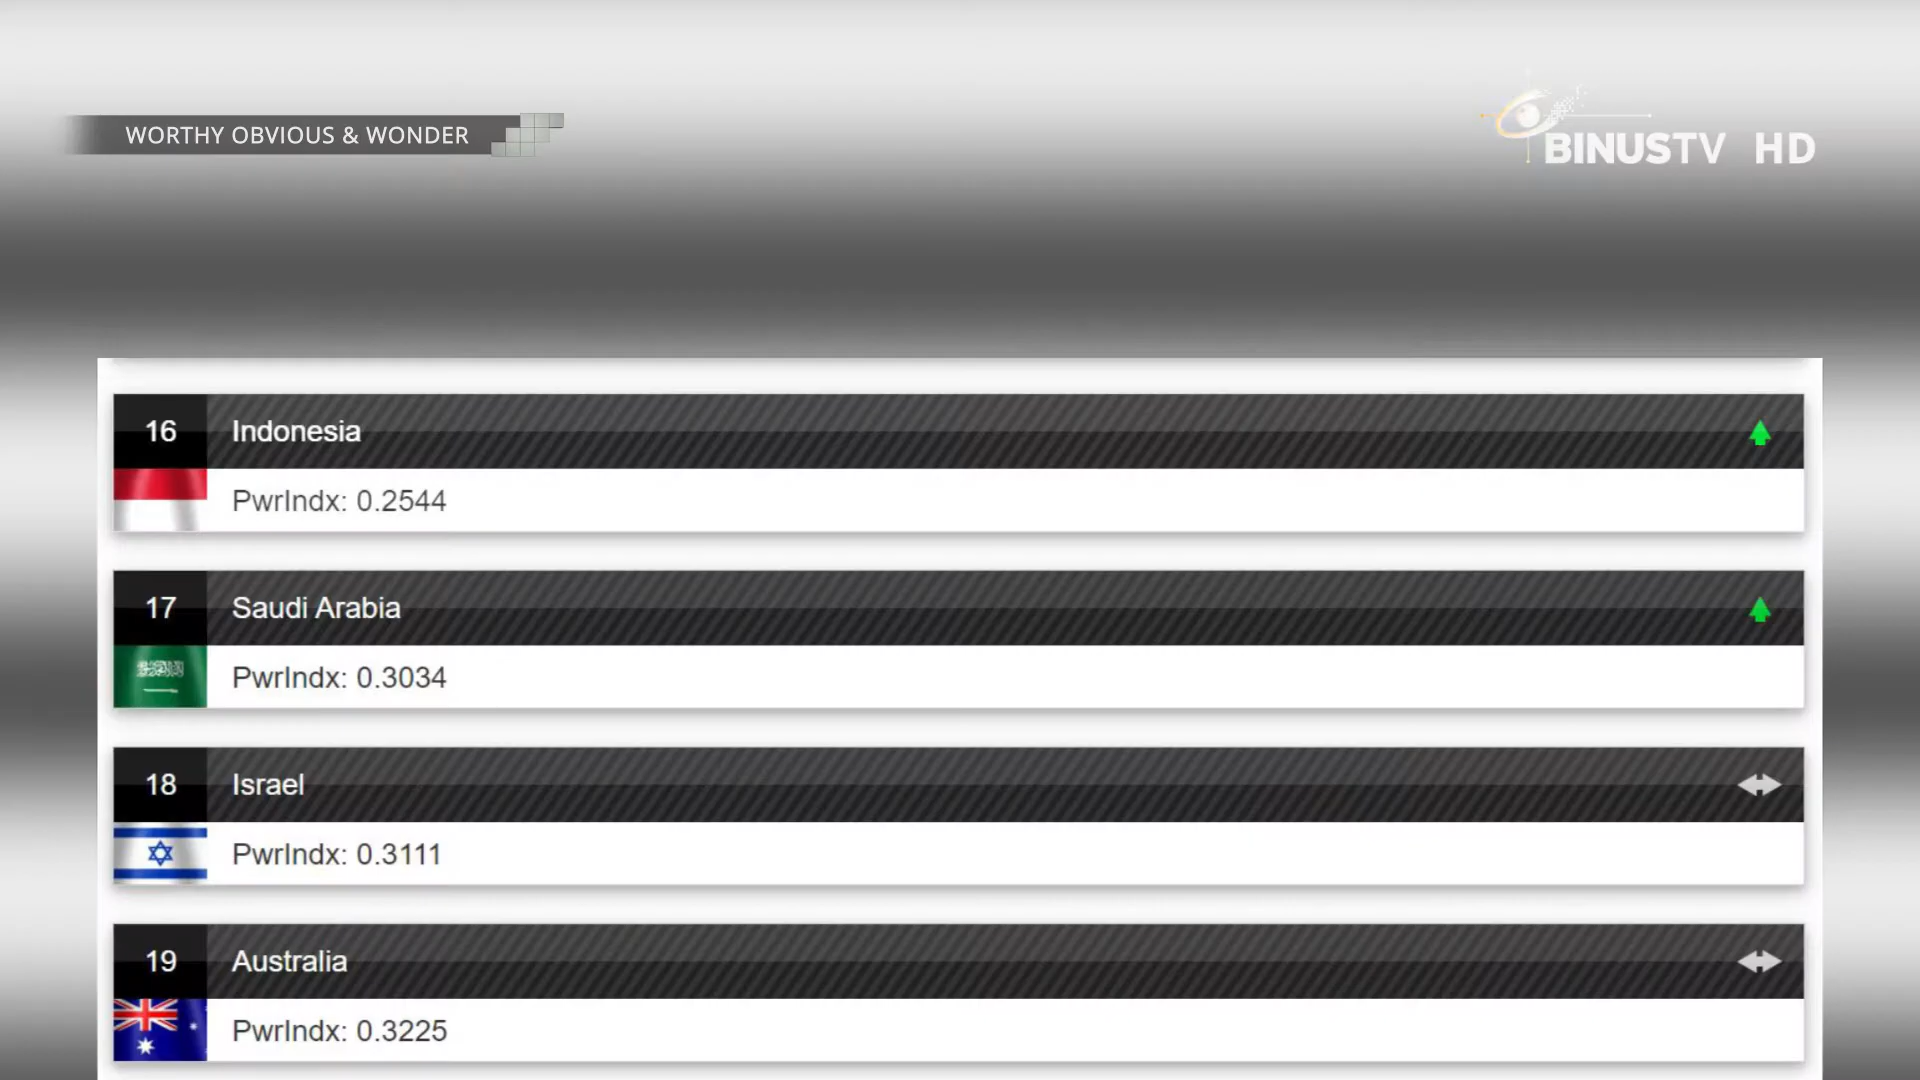 WORTHY OBVIOUS & WONDER
BINUSTV HD
16 Indonesia
PwrIndx: 0.2544
17 Saudi Arabia
PwrIndx: 0.3034
18 Israel
PwrIndx: 0.3111
19 Australia
PwrIndx: 0.3225